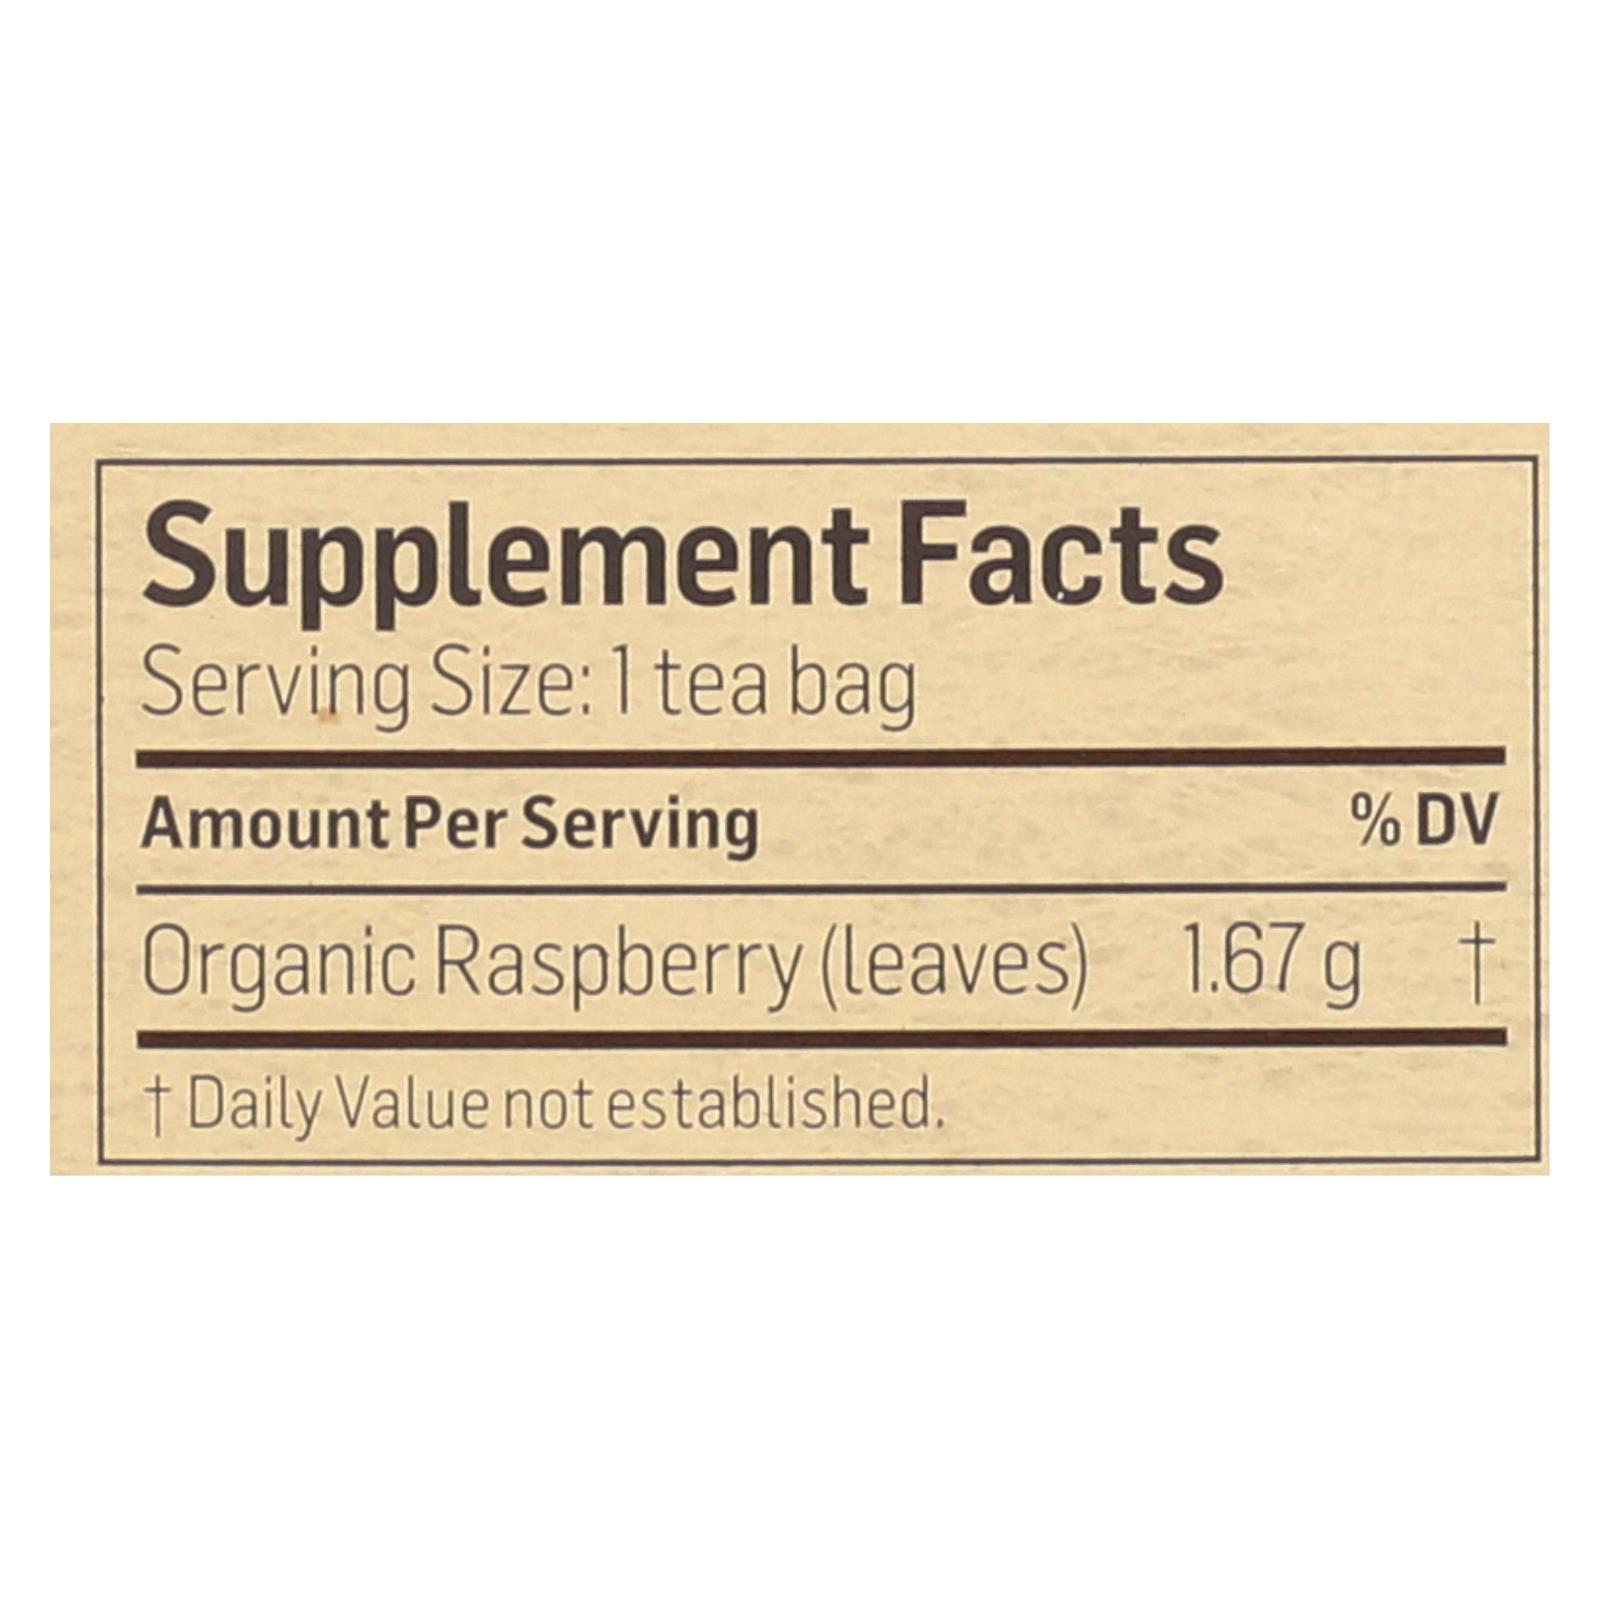 Supplement Facts
Serving Size: 1 tea bag
Amount Per Serving % DV
Organic Raspberry (leaves) 1.67 g †
† Daily Value not established.